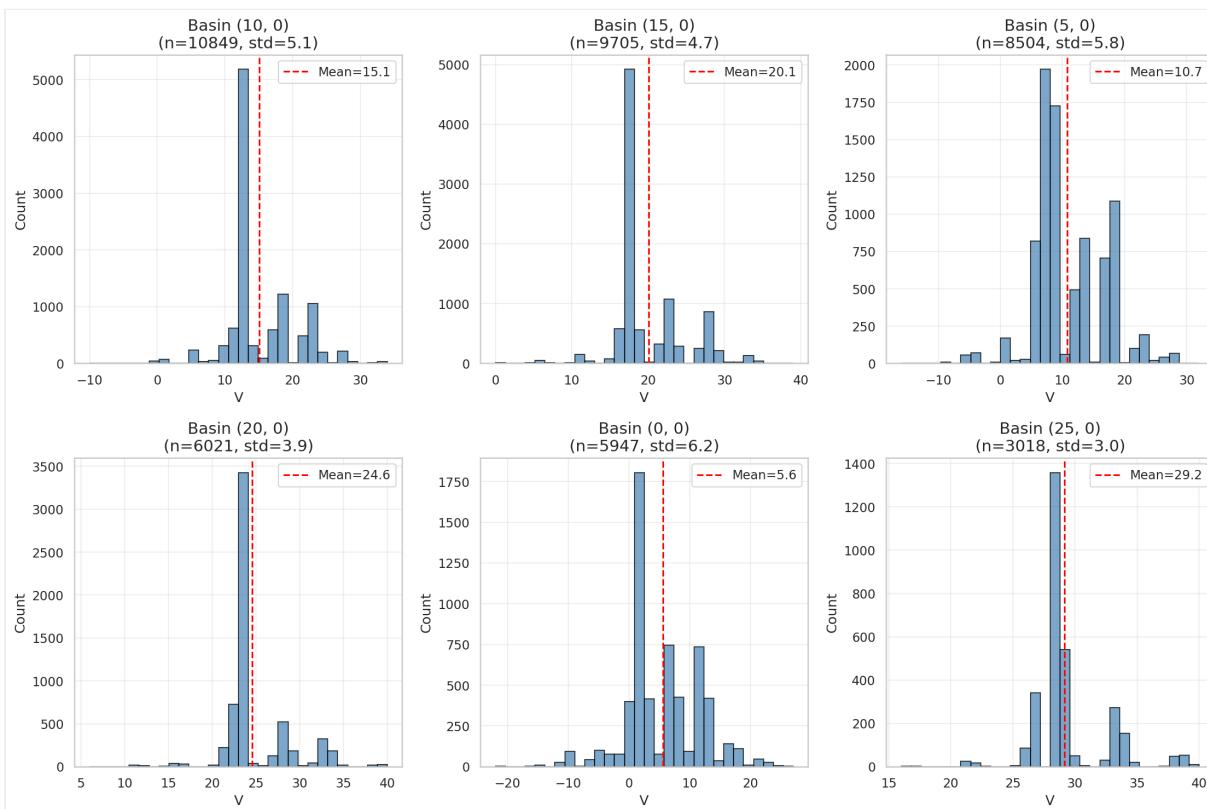 Basin (10, 0)
(n=10849, std=5.1)
Mean=15.1
5000
4000
3000
2000
1000
0
Count
−10
0
10
20
30
V
Basin (15, 0)
(n=9705, std=4.7)
Mean=20.1
5000
4000
3000
2000
1000
0
Count
0
10
20
30
40
V
Basin (5, 0)
(n=8504, std=5.8)
Mean=10.7
2000
1750
1500
1250
1000
750
500
250
0
Count
−10
0
10
20
30
V
Basin (20, 0)
(n=6021, std=3.9)
Mean=24.6
3500
3000
2500
2000
1500
1000
500
0
Count
5
10
15
20
25
30
35
40
V
Basin (0, 0)
(n=5947, std=6.2)
Mean=5.6
1750
1500
1250
1000
750
500
250
0
Count
−20
−10
0
10
20
V
Basin (25, 0)
(n=3018, std=3.0)
Mean=29.2
1400
1200
1000
800
600
400
200
0
Count
15
20
25
30
35
40
V